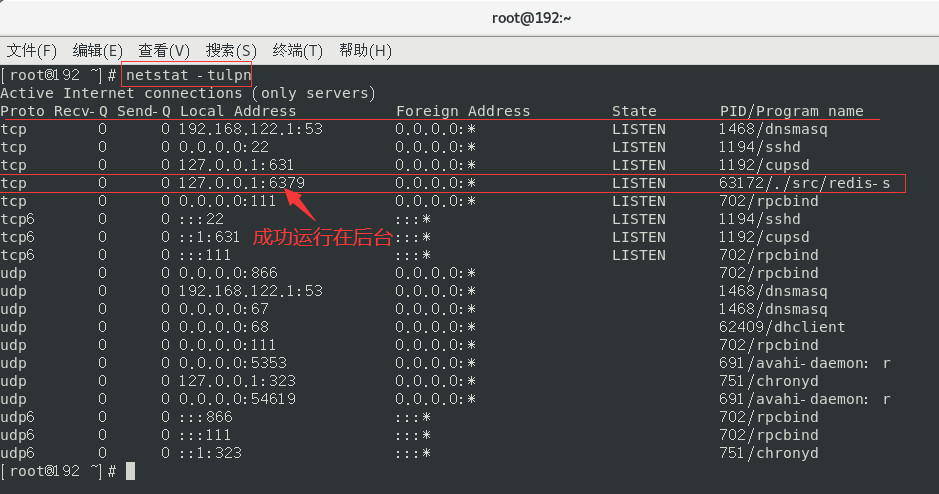 root@192:~
文件(F) 编辑(E) 查看(V) 搜索(S) 终端(T) 帮助(H)
[root@192 ~]# netstat -tulpn
Active Internet connections (only servers)
Proto Recv-Q Send-Q Local Address Foreign Address State PID/Program name
tcp 0 0 192.168.122.1:53 0.0.0.0:* LISTEN 1468/dnsmasq
tcp 0 0 0.0.0.0:22 0.0.0.0:* LISTEN 1194/sshd
tcp 0 0 127.0.0.1:631 0.0.0.0:* LISTEN 1192/cupsd
tcp 0 0 127.0.0.1:6379 0.0.0.0:* LISTEN 63172/./src/redis-s
tcp 0 0 0.0.0.0:111 0.0.0.0:* LISTEN 702/rpcbind
tcp6 0 0 :::22 :::* LISTEN 1194/sshd
tcp6 0 0 ::1:631 :::* LISTEN 1192/cupsd
成功运行在后台
tcp6 0 0 :::111 :::* LISTEN 702/rpcbind
udp 0 0 0.0.0.0:866 0.0.0.0:* 702/rpcbind
udp 0 0 192.168.122.1:53 0.0.0.0:* 1468/dnsmasq
udp 0 0 0.0.0.0:67 0.0.0.0:* 1468/dnsmasq
udp 0 0 0.0.0.0:68 0.0.0.0:* 62409/dhclient
udp 0 0 0.0.0.0:111 0.0.0.0:* 702/rpcbind
udp 0 0 0.0.0.0:5353 0.0.0.0:* 691/avahi-daemon: r
udp 0 0 127.0.0.1:323 0.0.0.0:* 751/chronyd
udp 0 0 0.0.0.0:54619 0.0.0.0:* 691/avahi-daemon: r
udp6 0 0 :::866 :::* 702/rpcbind
udp6 0 0 :::111 :::* 702/rpcbind
udp6 0 0 ::1:323 :::* 751/chronyd
[root@192 ~]#